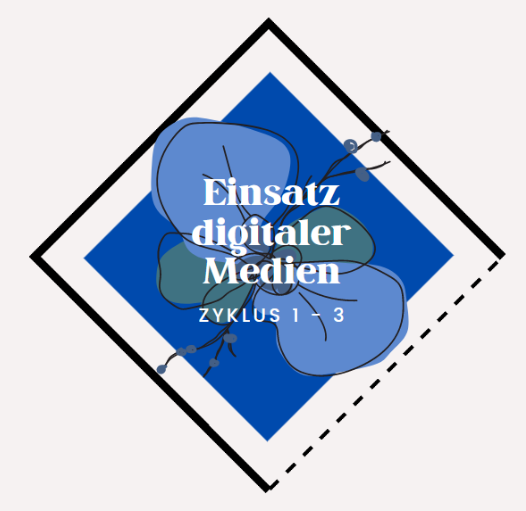 Einsatz
digitaler
Medien
ZYKLUS 1 - 3